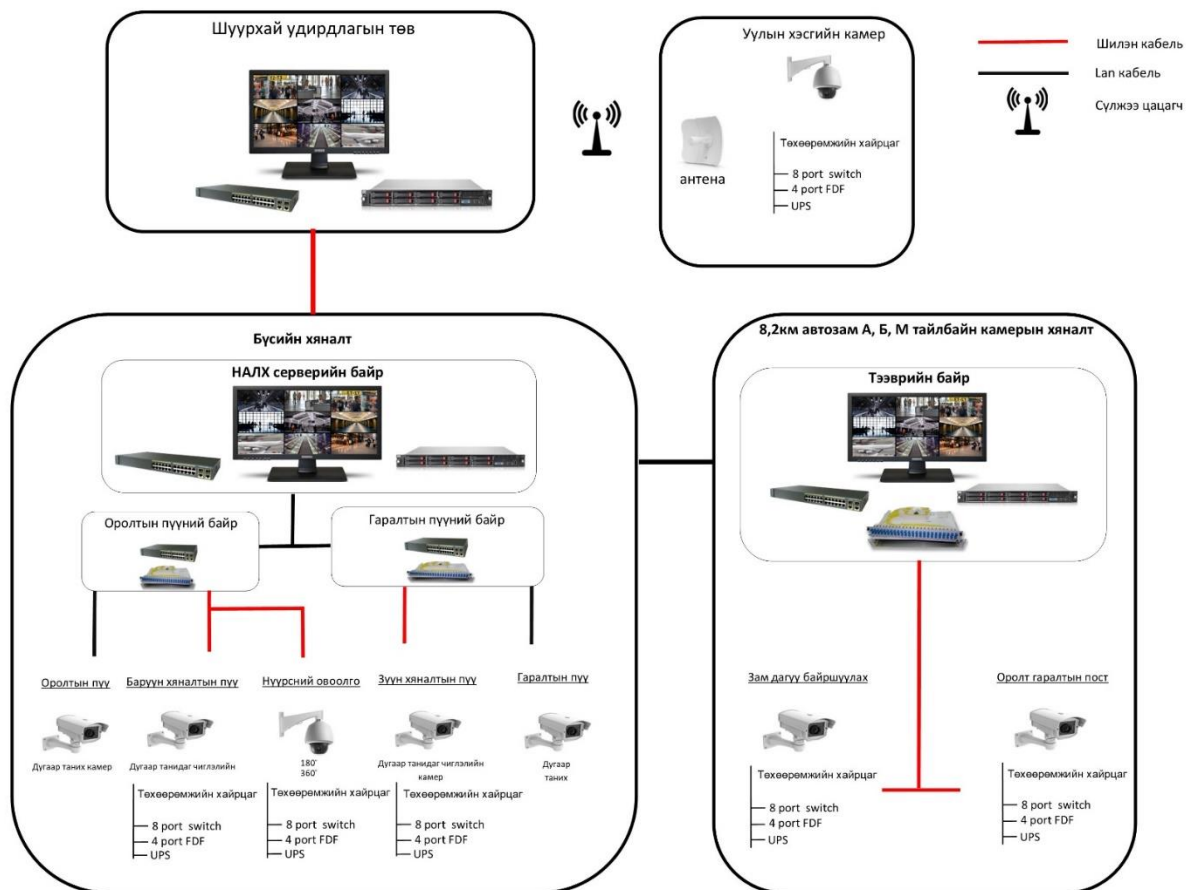 Шуурхай удирдлагын төв
Уулын хэсгийн камер
антена
Төхөөрөмжийн хайрцаг
8 port switch
4 port FDF
UPS
Шилэн кабель
Lan кабель
Сүлжээ цацагч
Бүсийн хяналт
НАЛХ серверийн байр
Оролтын пүүний байр
Гаралтын пүүний байр
Оролтын пүү
Дугаар таних камер
Баруун хяналтын пүү
Дугаар танидаг чиглэлийн
Төхөөрөмжийн хайрцаг
8 port switch
4 port FDF
UPS
Нүүрсний овоолго
180˚
360˚
Төхөөрөмжийн хайрцаг
8 port switch
4 port FDF
UPS
Зүүн хяналтын пүү
Дугаар танидаг чиглэлийн
камер
Төхөөрөмжийн хайрцаг
8 port switch
4 port FDF
UPS
Гаралтын пүү
Дугаар
таних
8,2км автозам А, Б, М тайлбайн камерын хяналт
Тээврийн байр
Зам дагуу байршуулах
Төхөөрөмжийн хайрцаг
8 port switch
4 port FDF
UPS
Оролт гаралтын пост
Төхөөрөмжийн хайрцаг
8 port switch
4 port FDF
UPS